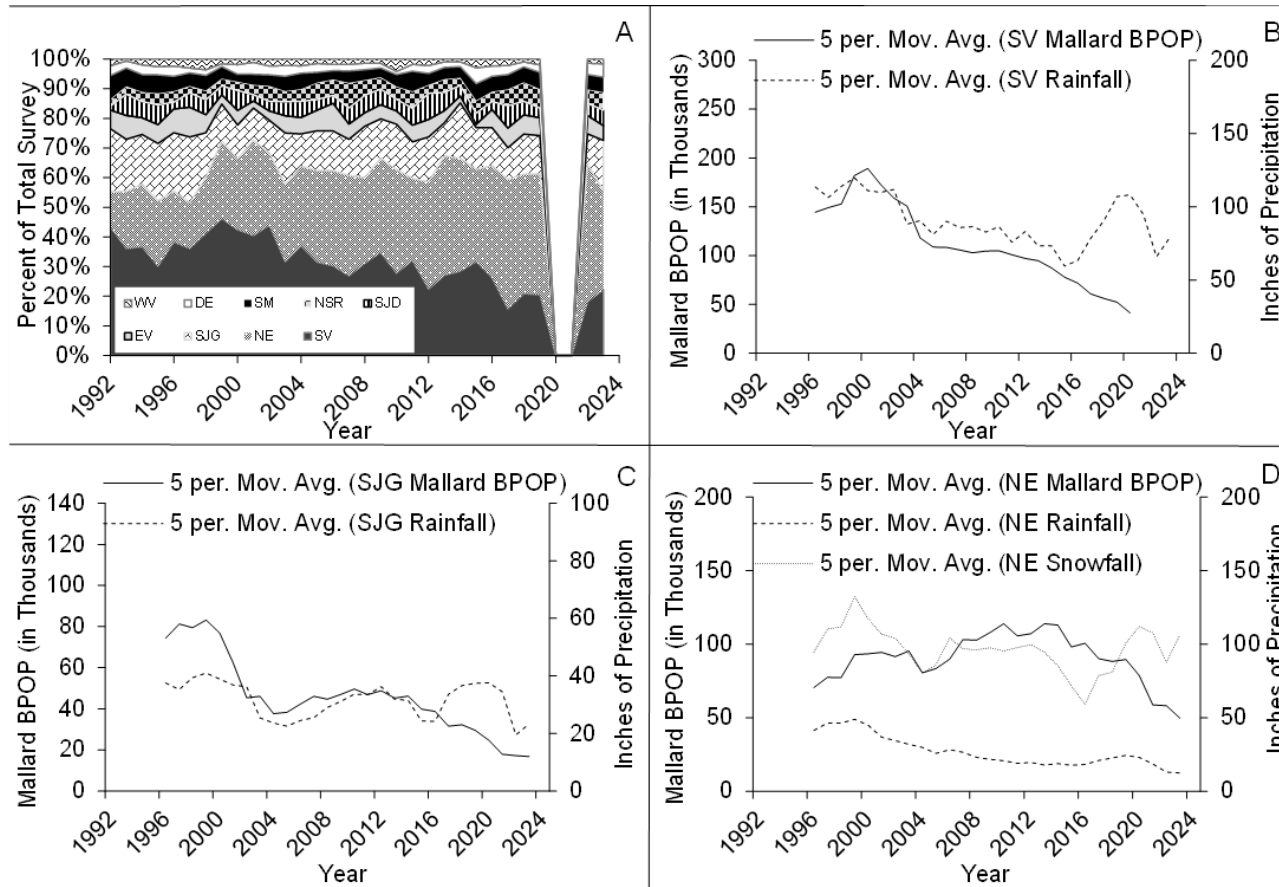 A
Percent of Total Survey
100%
90%
80%
70%
60%
50%
40%
30%
20%
10%
0%
WV DE SM NSR SJD
EV SJG NE SV
1992 1996 2000 2004 2008 2012 2016 2020 2024
Year
B
5 per. Mov. Avg. (SV Mallard BPOP)
5 per. Mov. Avg. (SV Rainfall)
Mallard BPOP (in Thousands)
300
250
200
150
100
50
0
200
150
100
50
0
Inches of Precipitation
1992 1996 2000 2004 2008 2012 2016 2020 2024
Year
C
5 per. Mov. Avg. (SJG Mallard BPOP)
5 per. Mov. Avg. (SJG Rainfall)
Mallard BPOP (in Thousands)
140
120
100
80
60
40
20
0
100
80
60
40
20
0
Inches of Precipitation
1992 1996 2000 2004 2008 2012 2016 2020 2024
Year
D
5 per. Mov. Avg. (NE Mallard BPOP)
5 per. Mov. Avg. (NE Rainfall)
5 per. Mov. Avg. (NE Snowfall)
Mallard BPOP (in Thousands)
200
150
100
50
0
200
150
100
50
0
Inches of Precipitation
1992 1996 2000 2004 2008 2012 2016 2020 2024
Year